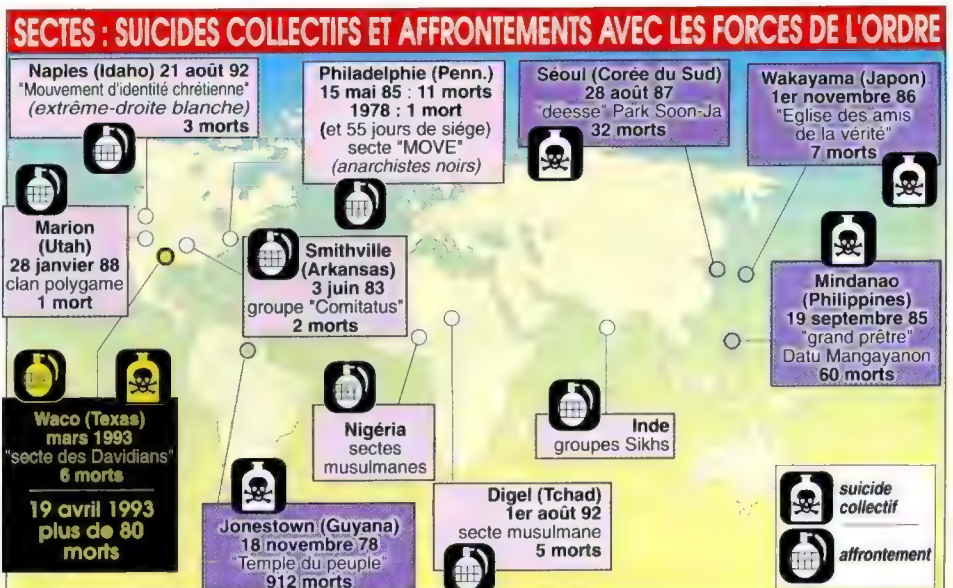 SECTES : SUICIDES COLLECTIFS ET AFFRONTEMENTS AVEC LES FORCES DE L'ORDRE
Naples (Idaho) 21 août 92
"Mouvement d'identité chrétienne"
(extrême-droite blanche)
3 morts
Philadelphie (Penn.)
15 mai 85 : 11 morts
1978 : 1 mort
(et 55 jours de siége)
secte "MOVE"
(anarchistes noirs)
Séoul (Corée du Sud)
28 août 87
"deesse" Park Soon-Ja
32 morts
Wakayama (Japon)
1er novembre 86
"Eglise des amis
de la vérité"
7 morts
Marion
(Utah)
28 janvier 88
clan polygame
1 mort
Smithville
(Arkansas)
3 juin 83
groupe "Comitatus"
2 morts
Mindanao
(Philippines)
19 septembre 85
"grand prêtre"
Datu Mangayanon
60 morts
Waco (Texas)
mars 1993
"secte des Davidians"
6 morts
19 avril 1993
plus de 80
morts
Nigéria
sectes
musulmanes
Inde
groupes Sikhs
Jonestown (Guyana)
18 novembre 78
"Temple du peuple"
912 morts
Digel (Tchad)
1er août 92
secte musulmane
5 morts
suicide
collectif
affrontement